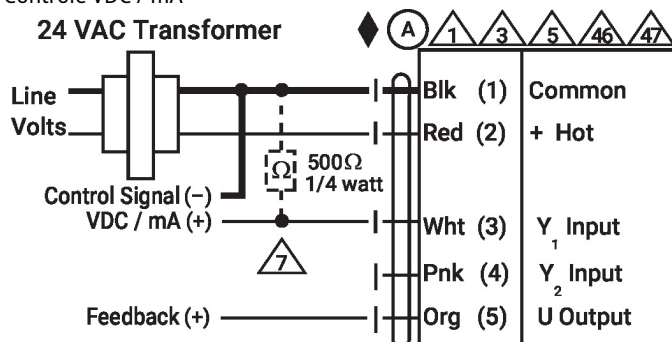 Controle VDC / mA
24 VAC Transformer
A 1 3 5 46 47
Line
Volts
Blk (1) Common
Red (2) + Hot
Ω 500Ω
1/4 watt
Control Signal (−)
VDC / mA (+)
Wht (3) Y1 Input
7
Pnk (4) Y2 Input
Feedback (+)
Org (5) U Output